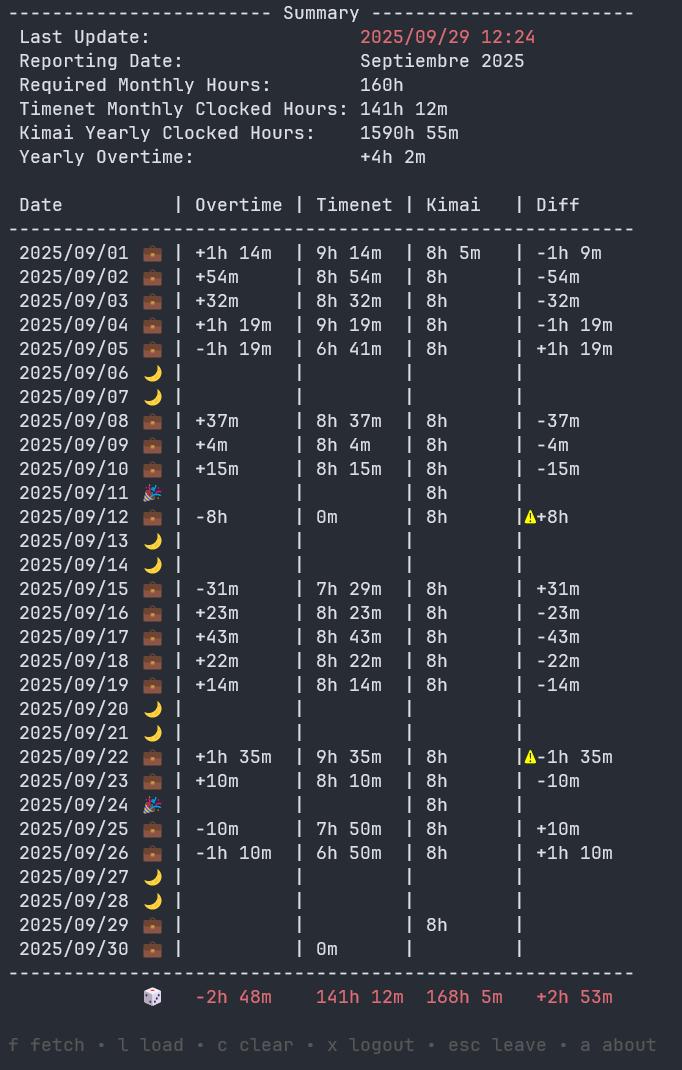 ------------------------ Summary ------------------------
Last Update: 2025/09/29 12:24
Reporting Date: Septiembre 2025
Required Monthly Hours: 160h
Timenet Monthly Clocked Hours: 141h 12m
Kimai Yearly Clocked Hours: 1590h 55m
Yearly Overtime: +4h 2m
Date | Overtime | Timenet | Kimai | Diff
---------------------------------------------------------
2025/09/01 💼 | +1h 14m | 9h 14m | 8h 5m | -1h 9m
2025/09/02 💼 | +54m | 8h 54m | 8h | -54m
2025/09/03 💼 | +32m | 8h 32m | 8h | -32m
2025/09/04 💼 | +1h 19m | 9h 19m | 8h | -1h 19m
2025/09/05 💼 | -1h 19m | 6h 41m | 8h | +1h 19m
2025/09/06 🌙 | | | |
2025/09/07 🌙 | | | |
2025/09/08 💼 | +37m | 8h 37m | 8h | -37m
2025/09/09 💼 | +4m | 8h 4m | 8h | -4m
2025/09/10 💼 | +15m | 8h 15m | 8h | -15m
2025/09/11 🎉 | | | 8h |
2025/09/12 💼 | -8h | 0m | 8h |⚠+8h
2025/09/13 🌙 | | | |
2025/09/14 🌙 | | | |
2025/09/15 💼 | -31m | 7h 29m | 8h | +31m
2025/09/16 💼 | +23m | 8h 23m | 8h | -23m
2025/09/17 💼 | +43m | 8h 43m | 8h | -43m
2025/09/18 💼 | +22m | 8h 22m | 8h | -22m
2025/09/19 💼 | +14m | 8h 14m | 8h | -14m
2025/09/20 🌙 | | | |
2025/09/21 🌙 | | | |
2025/09/22 💼 | +1h 35m | 9h 35m | 8h |⚠-1h 35m
2025/09/23 💼 | +10m | 8h 10m | 8h | -10m
2025/09/24 🎉 | | | 8h |
2025/09/25 💼 | -10m | 7h 50m | 8h | +10m
2025/09/26 💼 | -1h 10m | 6h 50m | 8h | +1h 10m
2025/09/27 🌙 | | | |
2025/09/28 🌙 | | | |
2025/09/29 💼 | | | 8h |
2025/09/30 💼 | | 0m | |
---------------------------------------------------------
🎲 -2h 48m 141h 12m 168h 5m +2h 53m
f fetch • l load • c clear • x logout • esc leave • a about